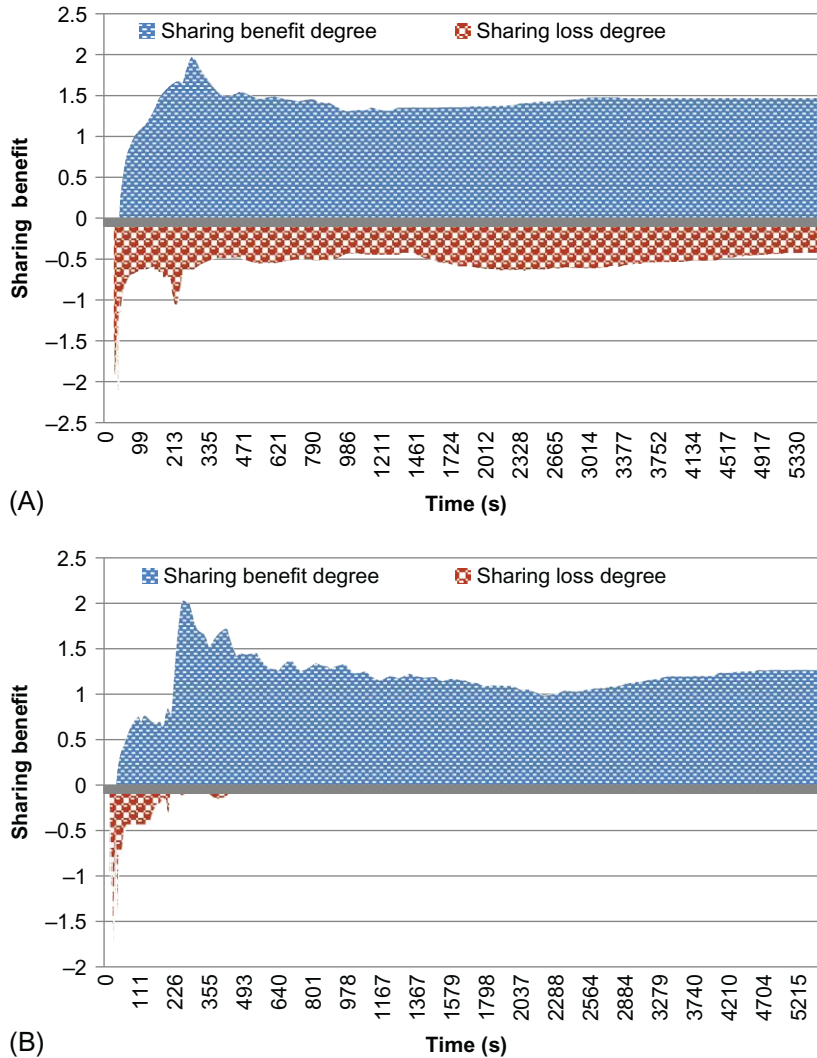 2.5
Sharing benefit degree Sharing loss degree
2
1.5
1
0.5
0
–0.5
–1
–1.5
–2
–2.5
Sharing benefit
0 99 213 335 471 621 790 986 1211 1461 1724 2012 2328 2665 3014 3377 3752 4134 4517 4917 5330
(A)
Time (s)
2.5
Sharing benefit degree Sharing loss degree
2
1.5
1
0.5
0
–0.5
–1
–1.5
–2
Sharing benefit
0 111 226 355 493 640 801 978 1167 1367 1579 1798 2037 2288 2564 2884 3279 3740 4210 4704 5215
(B)
Time (s)